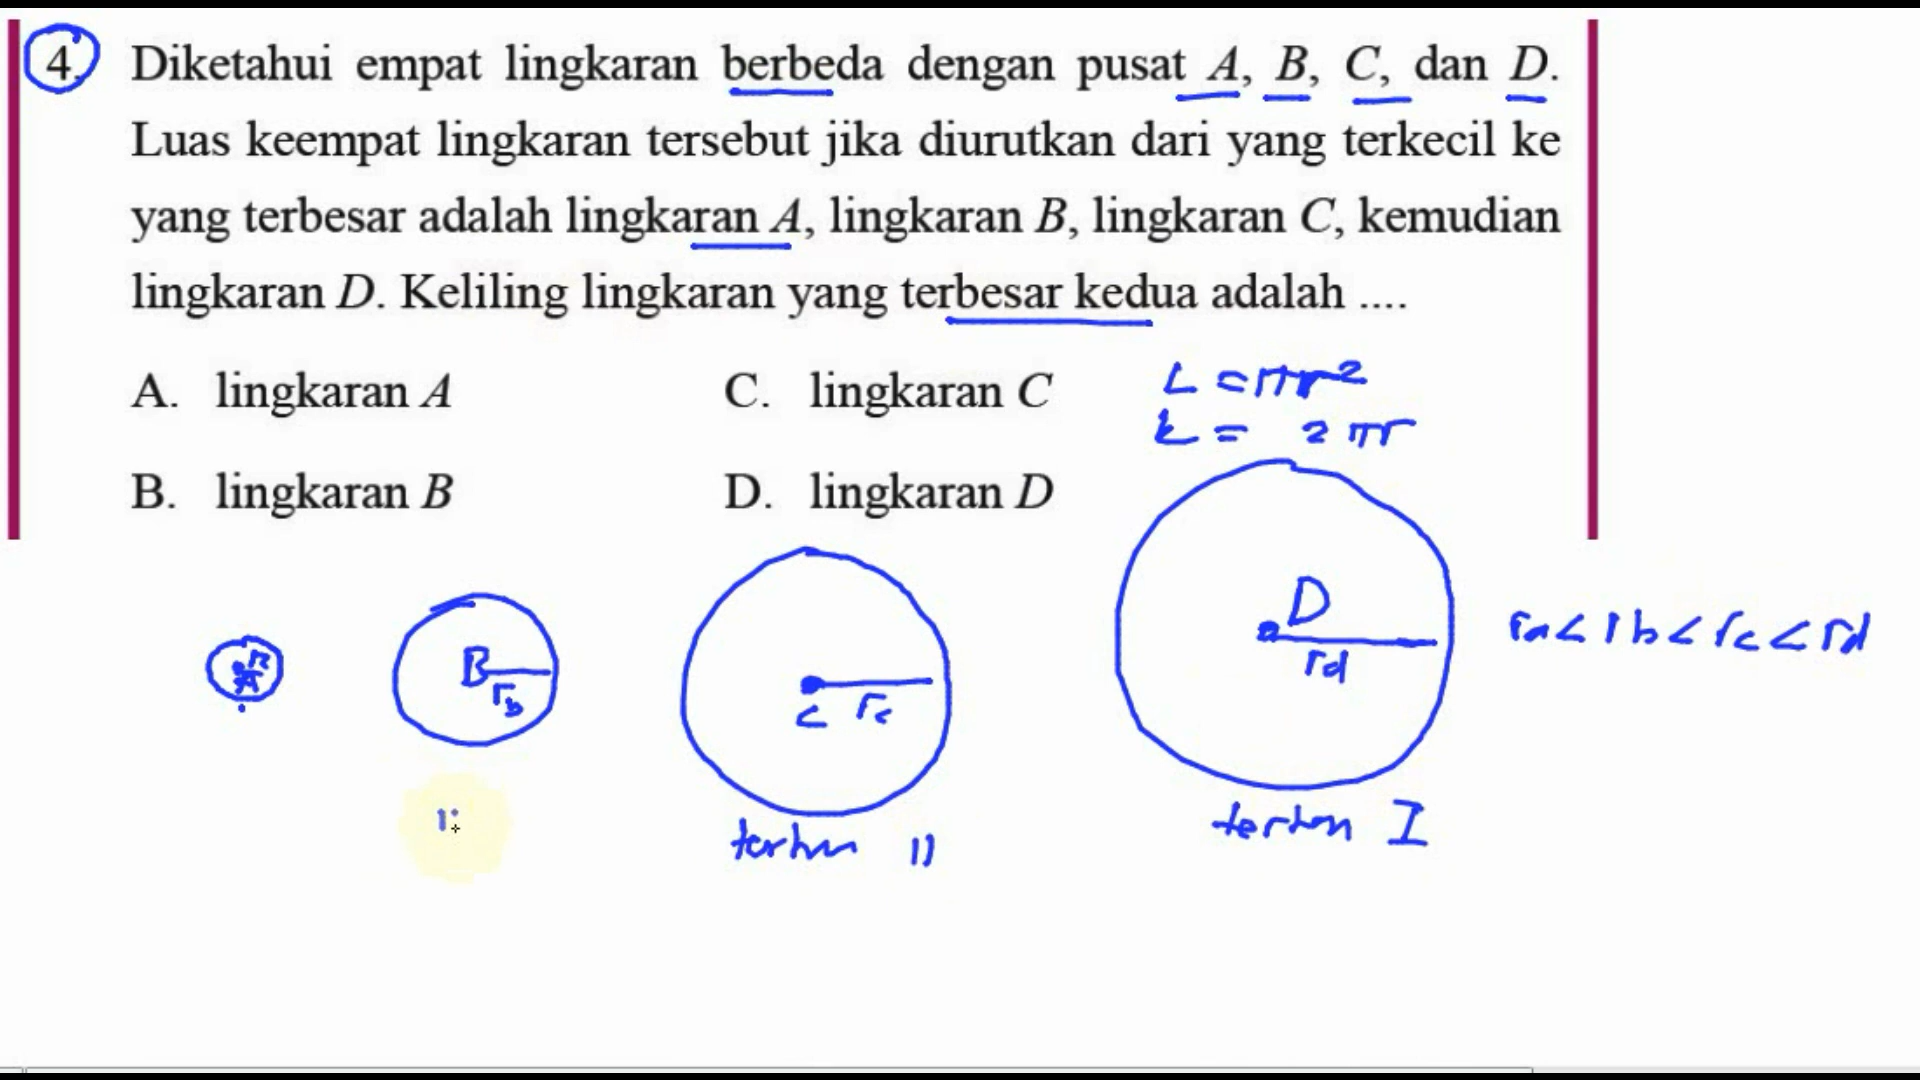 4. Diketahui empat lingkaran berbeda dengan pusat A, B, C, dan D.
Luas keempat lingkaran tersebut jika diurutkan dari yang terkecil ke
yang terbesar adalah lingkaran A, lingkaran B, lingkaran C, kemudian
lingkaran D. Keliling lingkaran yang terbesar kedua adalah ....
A. lingkaran A
C. lingkaran C
B. lingkaran B
D. lingkaran D
L = πr²
k = 2πr
A
B
rb
C rc
D
rd
ra < rb < rc < rd
II
I